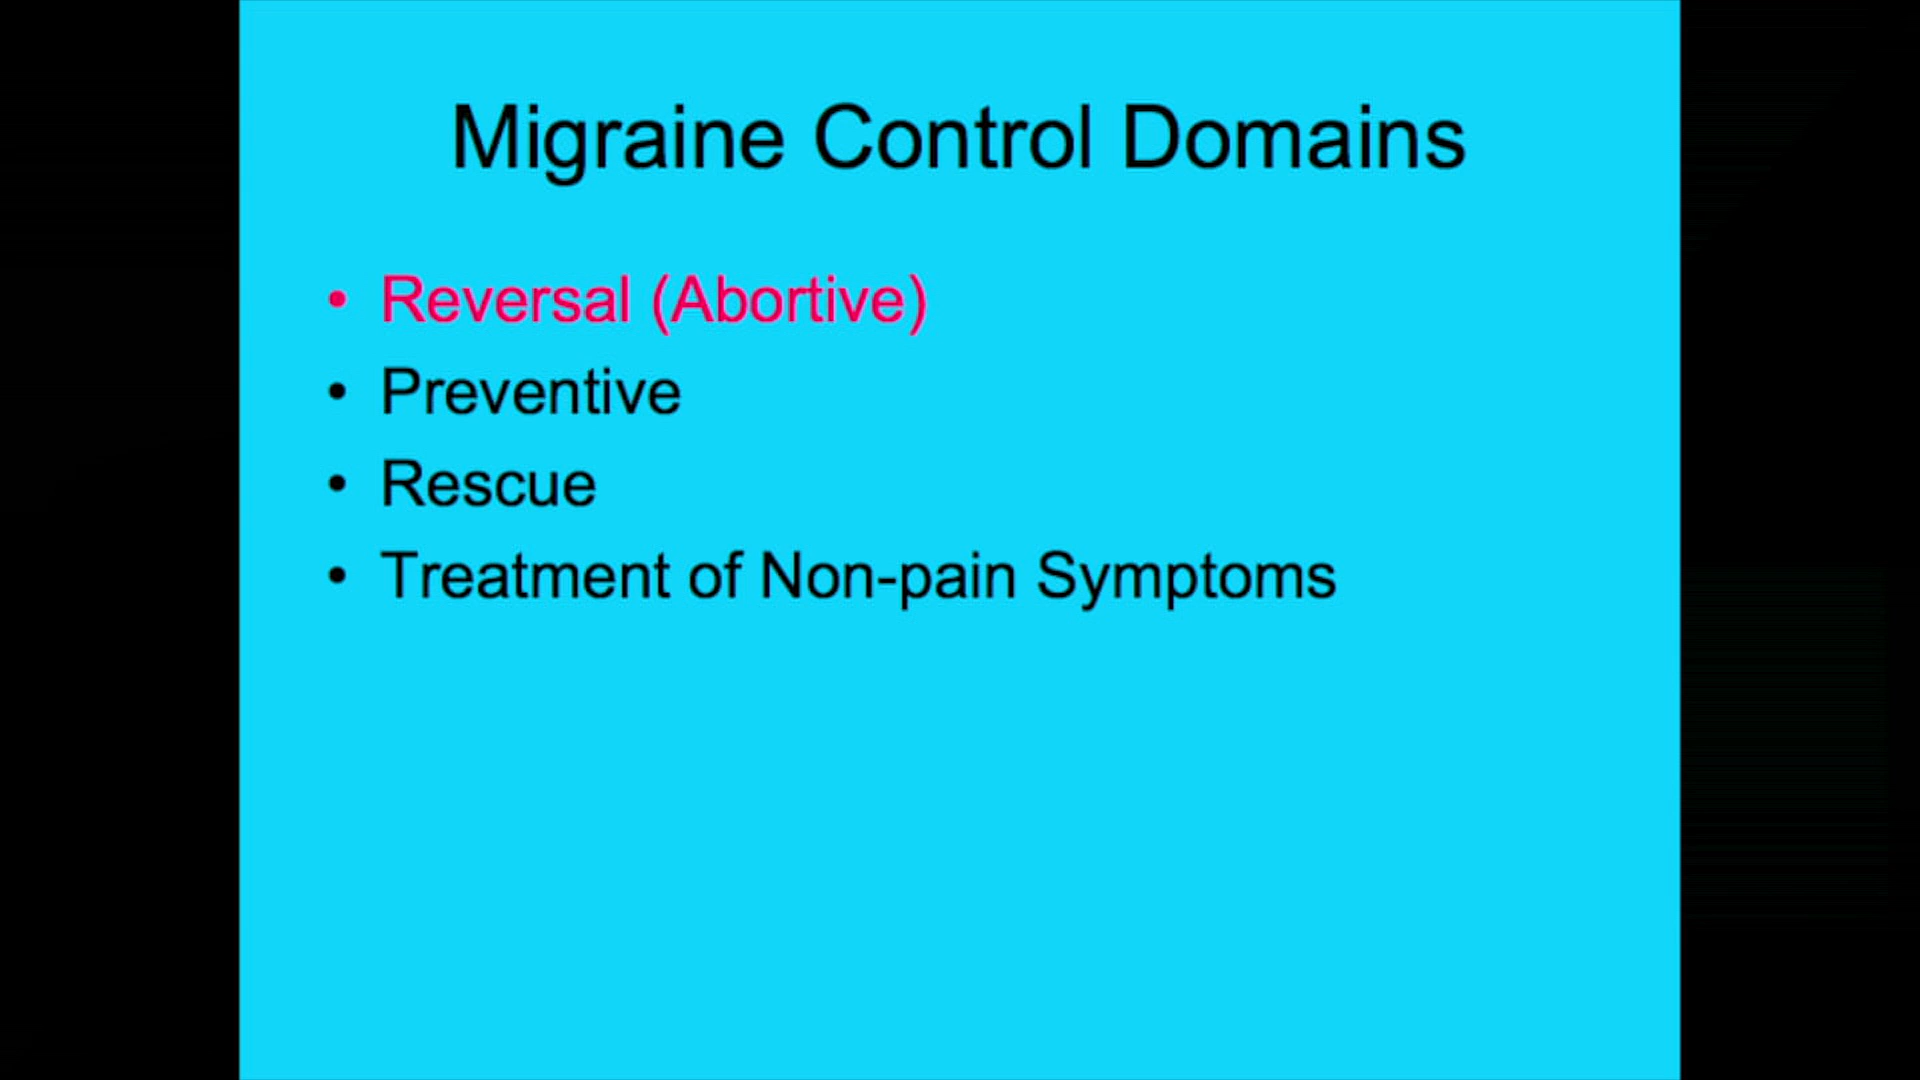 Migraine Control Domains
• Reversal (Abortive)
• Preventive
• Rescue
• Treatment of Non-pain Symptoms